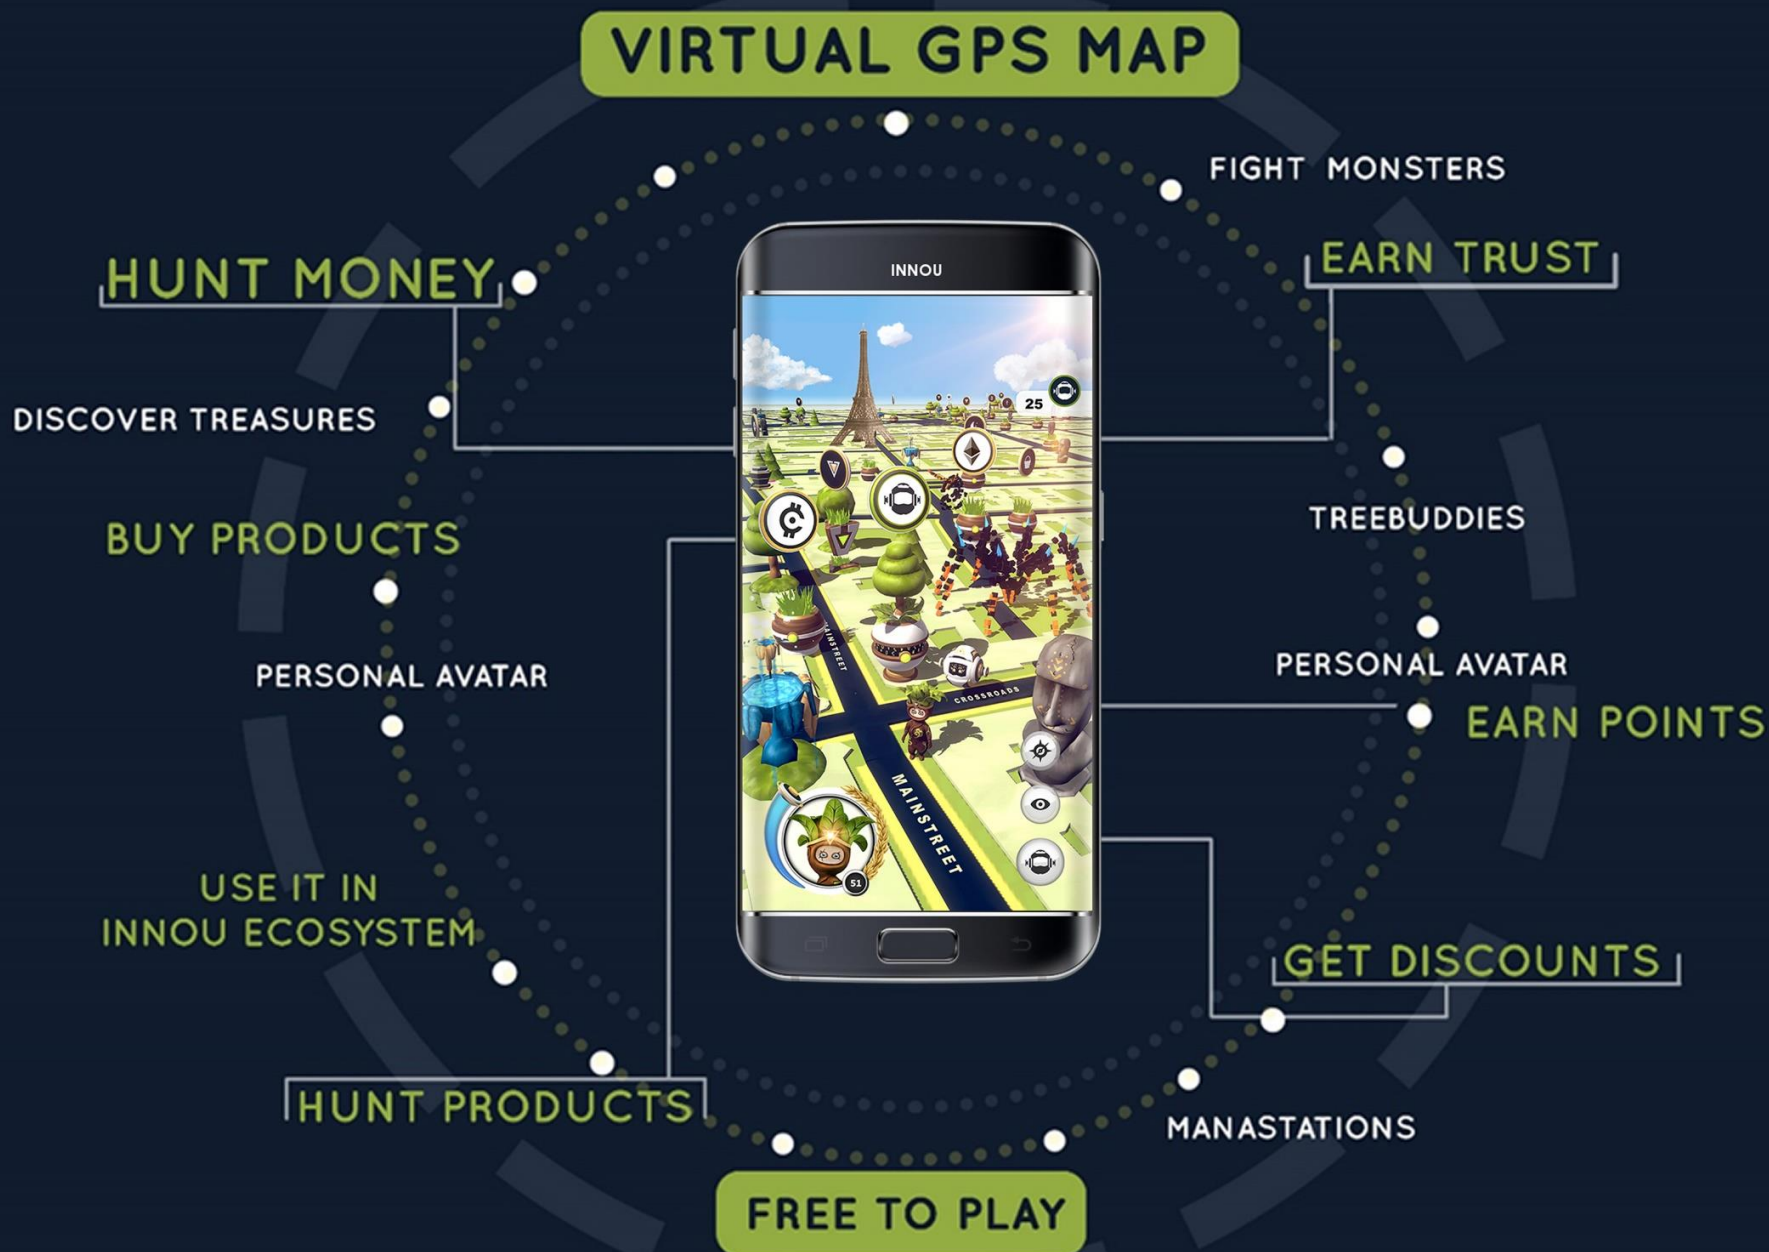 VIRTUAL GPS MAP
FIGHT MONSTERS
HUNT MONEY
EARN TRUST
INNOU
DISCOVER TREASURES
25
BUY PRODUCTS
TREEBUDDIES
MAINSTREET
PERSONAL AVATAR
PERSONAL AVATAR
CROSSROADS
EARN POINTS
MAINSTREET
51
USE IT IN
INNOU ECOSYSTEM
GET DISCOUNTS
HUNT PRODUCTS
MANASTATIONS
FREE TO PLAY